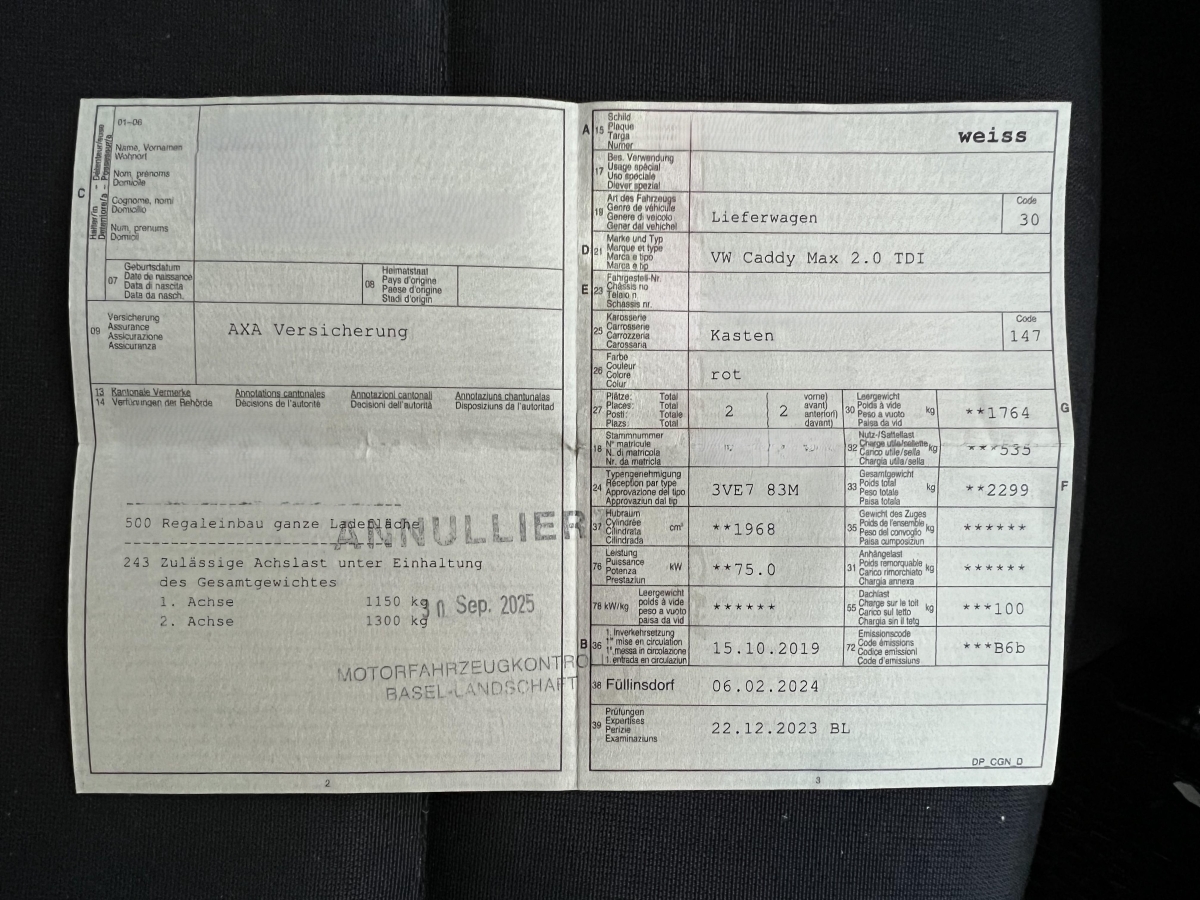 C
Halter/in – Détenteur/trice
Detentore/a – Possessur/a
01–06
Name, Vornamen
Wohnort
Nom, prénoms
Domicile
Cognome, nomi
Domicilio
Num, prenums
Domicil
07
Geburtsdatum
Date de naissance
Data di nascita
Data da nasch.
08
Heimatstaat
Pays d'origine
Paese d'origine
Stadi d'origin
09
Versicherung
Assurance
Assicurazione
Assicuranza
AXA Versicherung
13 Kantonale Vermerke Annotations cantonales Annotazioni cantonali Annotaziuns chantunalas
14 Verfügungen der Behörde Décisions de l'autorité Decisioni dell'autorità Disposiziuns da l'autoritad
500 Regaleinbau ganze Ladefläche
ANNULLIER
243 Zulässige Achslast unter Einhaltung
des Gesamtgewichtes
1. Achse 1150 kg
2. Achse 1300 kg
Sep. 2025
MOTORFAHRZEUGKONTRO
BASEL-LANDSCHAFT
2
A
15
Schild
Plaque
Targa
Numer
weiss
17
Bes. Verwendung
Usage spécial
Uso speciale
Diever spezial
19
Art des Fahrzeugs
Genre de véhicule
Genere di veicolo
Gener dal vehichel
Lieferwagen
Code
30
D
21
Marke und Typ
Marque et type
Marca e tipo
Marca e tip
VW Caddy Max 2.0 TDI
E
23
Fahrgestell-Nr.
Châssis no
Telaio n.
Schassis nr.
25
Karosserie
Carrosserie
Carrozzeria
Carossaria
Kasten
Code
147
26
Farbe
Couleur
Colore
Colur
rot
27
Plätze: Total
Places: Total
Posti: Totale
Plazs: Total
2
vorne)
avant)
anteriori)
davant)
2
30
Leergewicht
Poids à vide
Peso a vuoto
Paisa da vid
kg
**1764
G
18
Stammnummer
N° matricule
N. di matricola
Nr. da matricla
32
Nutz-/Sattellast
Charge utile/sellette
Carico utile/sella
Chargia utila/sella
kg
***535
24
Typengenehmigung
Réception par type
Approvazione del tipo
Approvaziun dal tip
3VE7 83M
33
Gesamtgewicht
Poids total
Peso totale
Paisa totala
kg
**2299
F
37
Hubraum
Cylindrée
Cilindrata
Cilindrada
cm³
**1968
35
Gewicht des Zuges
Poids de l'ensemble
Peso del convoglio
Paisa cumposiziun
kg
******
76
Leistung
Puissance
Potenza
Prestaziun
kW
**75.0
31
Anhängelast
Poids remorquable
Carico rimorchiato
Chargia annexa
kg
******
78 kW/kg
Leergewicht
poids à vide
peso a vuoto
paisa da vid
******
55
Dachlast
Charge sur le toit
Carico sul tetto
Chargia sin il tetg
kg
***100
B
36
1. Inverkehrsetzung
1re mise en circulation
1a messa in circolazione
1. entrada en circulaziun
15.10.2019
72
Emissionscode
Code émissions
Codice emissioni
Code d'emissiuns
***B6b
38
Füllinsdorf
06.02.2024
39
Prüfungen
Expertises
Perizie
Examinaziuns
22.12.2023 BL
DP_CGN_D
3